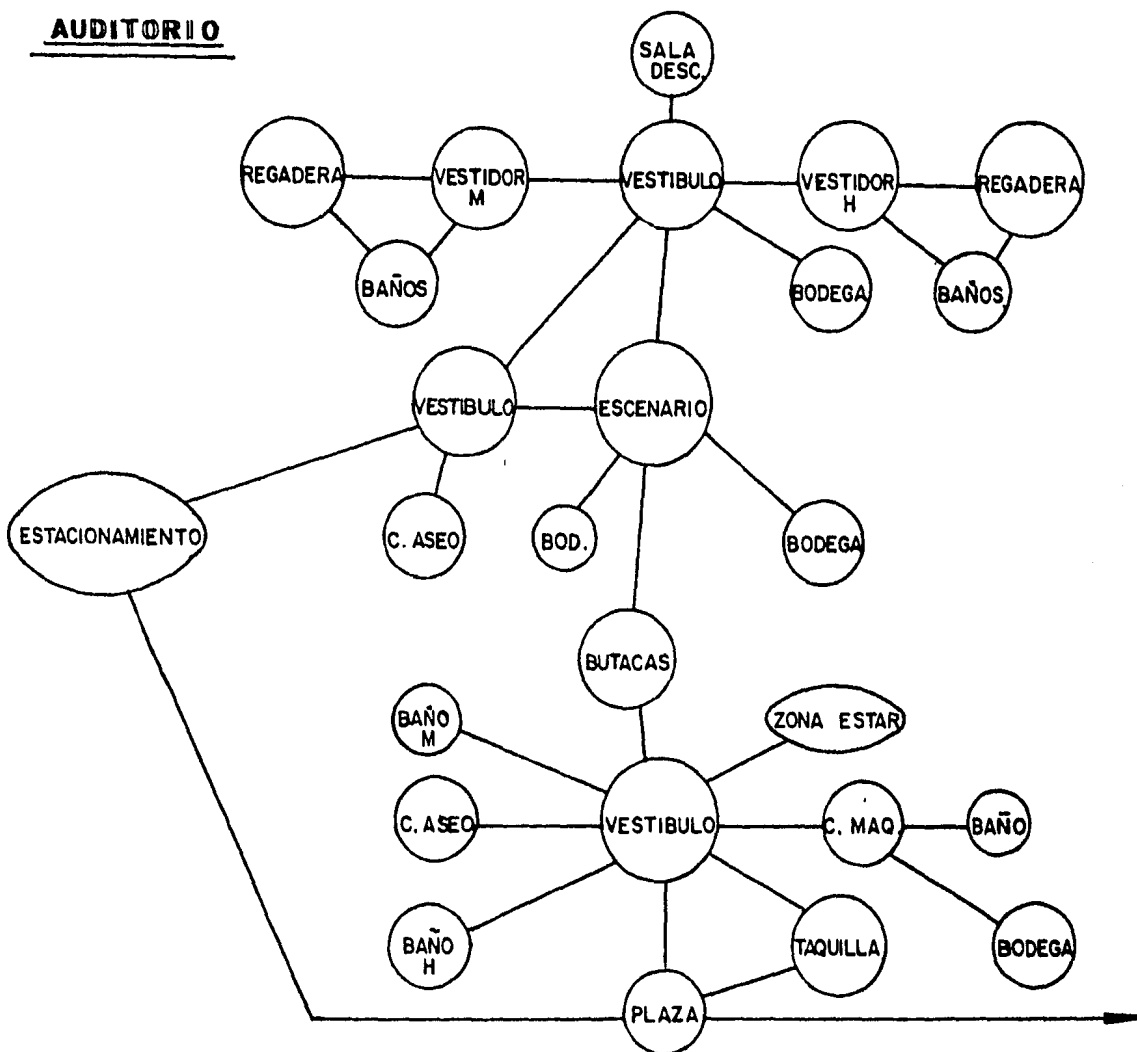 AUDITORIO
SALA
DESC.
REGADERA
VESTIDOR
M
VESTIBULO
VESTIDOR
H
REGADERA
BAÑOS
BODEGA
BAÑOS
VESTIBULO
ESCENARIO
ESTACIONAMIENTO
C. ASEO
BOD.
BODEGA
BUTACAS
BAÑO
M
ZONA ESTAR
C. ASEO
VESTIBULO
C. MAQ.
BAÑO
BAÑO
H
TAQUILLA
BODEGA
PLAZA